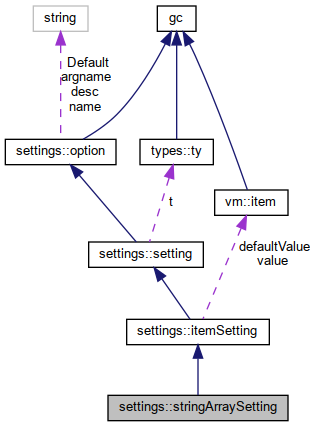 string
gc
Default
argname
desc
name
settings::option
types::ty
vm::item
t
defaultValue
value
settings::setting
settings::itemSetting
settings::stringArraySetting